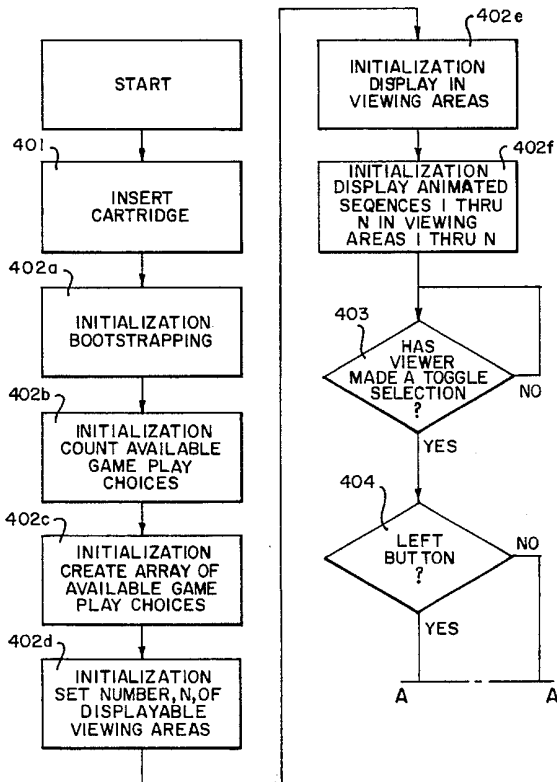 START
401
INSERT
CARTRIDGE
402a
INITIALIZATION
BOOTSTRAPPING
402b
INITIALIZATION
COUNT AVAILABLE
GAME PLAY
CHOICES
402c
INITIALIZATION
CREATE ARRAY OF
AVAILABLE GAME
PLAY CHOICES
402d
INITIALIZATION
SET NUMBER, N, OF
DISPLAYABLE
VIEWING AREAS
402e
INITIALIZATION
DISPLAY IN
VIEWING AREAS
402f
INITIALIZATION
DISPLAY ANIMATED
SEQENCES I THRU
N IN VIEWING
AREAS I THRU N
403
HAS
VIEWER
MADE A TOGGLE
SELECTION
?
NO
YES
404
LEFT
BUTTON
?
NO
YES
A
A